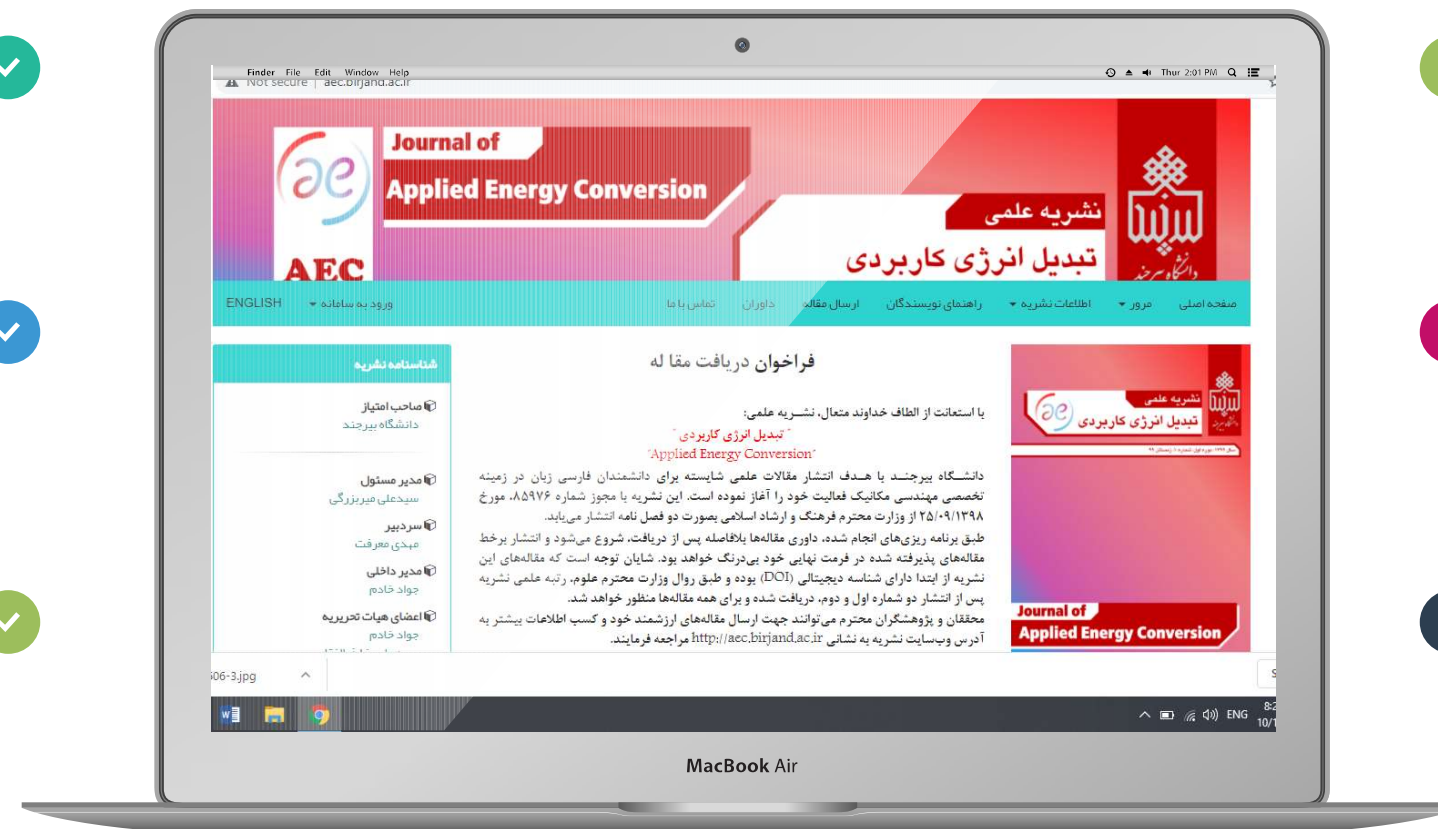 Finder File Edit Window Help
Thur 2:01 PM
Not secure | aec.birjand.ac.ir
Journal of
Applied Energy Conversion
AEC
نشریه علمی
تبدیل انرژی کاربردی
دانشگاه بیرجند
صفحه اصلی مرور اطلاعات نشریه راهنمای نویسندگان ارسال مقاله داوران تماس با ما ورود به سامانه ENGLISH
نشریه علمی
تبدیل انرژی کاربردی
Journal of
Applied Energy Conversion
فراخوان دریافت مقا له
با استعانت از الطاف خداوند متعال، نشـریه علمی:
"تبدیل انرژی کاربردی"
"Applied Energy Conversion"
دانشـگاه بیرجنـد با هـدف انتشار مقالات علمی شایسته برای دانشمندان فارسی زبان در زمینه
تخصصی مهندسی مکانیک فعالیت خود را آغاز نموده است. این نشریه با مجوز شماره ۸۵۹۷۶، مورخ
۲۵/۰۹/۱۳۹۸ از وزارت محترم فرهنگ و ارشاد اسلامی بصورت دو فصل نامه انتشار می‌یابد.
طبق برنامه ریزی‌های انجام شده، داوری مقاله‌ها بلافاصله پس از دریافت، شروع می‌شود و انتشار برخط
مقاله‌های پذیرفته شده در فرمت نهایی خود بی‌درنگ خواهد بود. شایان توجه است که مقاله‌های این
نشریه از ابتدا دارای شناسه دیجیتالی (DOI) بوده و طبق روال وزارت محترم علوم، رتبه علمی نشریه
پس از انتشار دو شماره اول و دوم، دریافت شده و برای همه مقاله‌ها منظور خواهد شد.
محققان و پژوهشگران محترم می‌توانند جهت ارسال مقاله‌های ارزشمند خود و کسب اطلاعات بیشتر به
آدرس وب‌سایت نشریه به نشانی http://aec.birjand.ac.ir مراجعه فرمایند.
شناسنامه نشریه
صاحب امتیاز
دانشگاه بیرجند
مدیر مسئول
سیدعلی میربزرگی
سردبیر
مهدی معرفت
مدیر داخلی
جواد خادم
اعضای هیات تحریریه
جواد خادم
06-3.jpg
ENG
MacBook Air